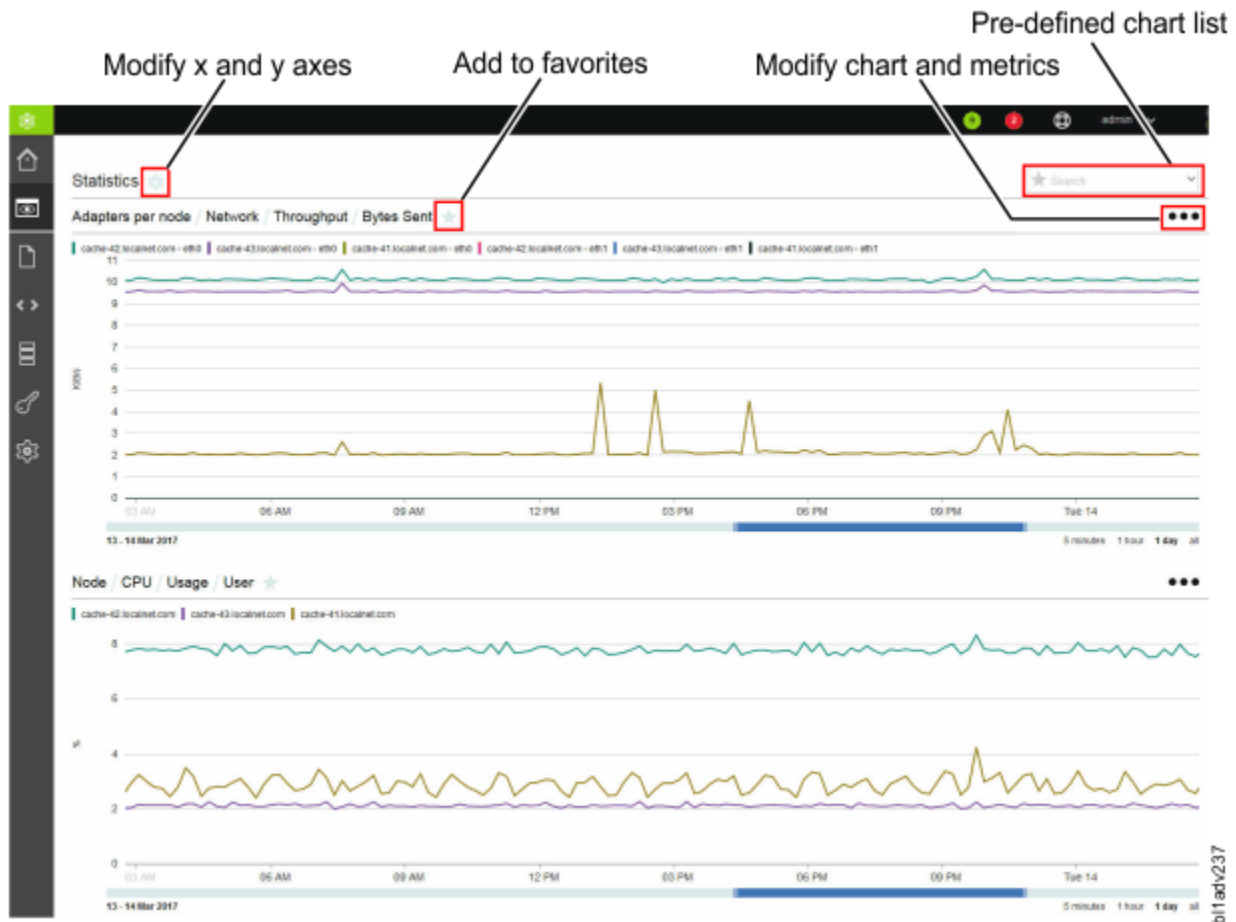 Pre-defined chart list
Modify x and y axes Add to favorites Modify chart and metrics
admin
Statistics
Search
Adapters per node / Network / Throughput / Bytes Sent
cache-42.localnet.com - eth0 cache-43.localnet.com - eth0 cache-41.localnet.com - eth0 cache-42.localnet.com - eth1 cache-43.localnet.com - eth1 cache-41.localnet.com - eth1
11
10
9
8
7
6
5
4
3
2
1
0
03 AM 06 AM 09 AM 12 PM 03 PM 06 PM 09 PM Tue 14
13 - 14 Mar 2017 5 minutes 1 hour 1 day all
Node / CPU / Usage / User
cache-42.localnet.com cache-43.localnet.com cache-41.localnet.com
8
6
%
4
2
0
03 AM 06 AM 09 AM 12 PM 03 PM 06 PM 09 PM Tue 14
13 - 14 Mar 2017 5 minutes 1 hour 1 day all
bl1adv237